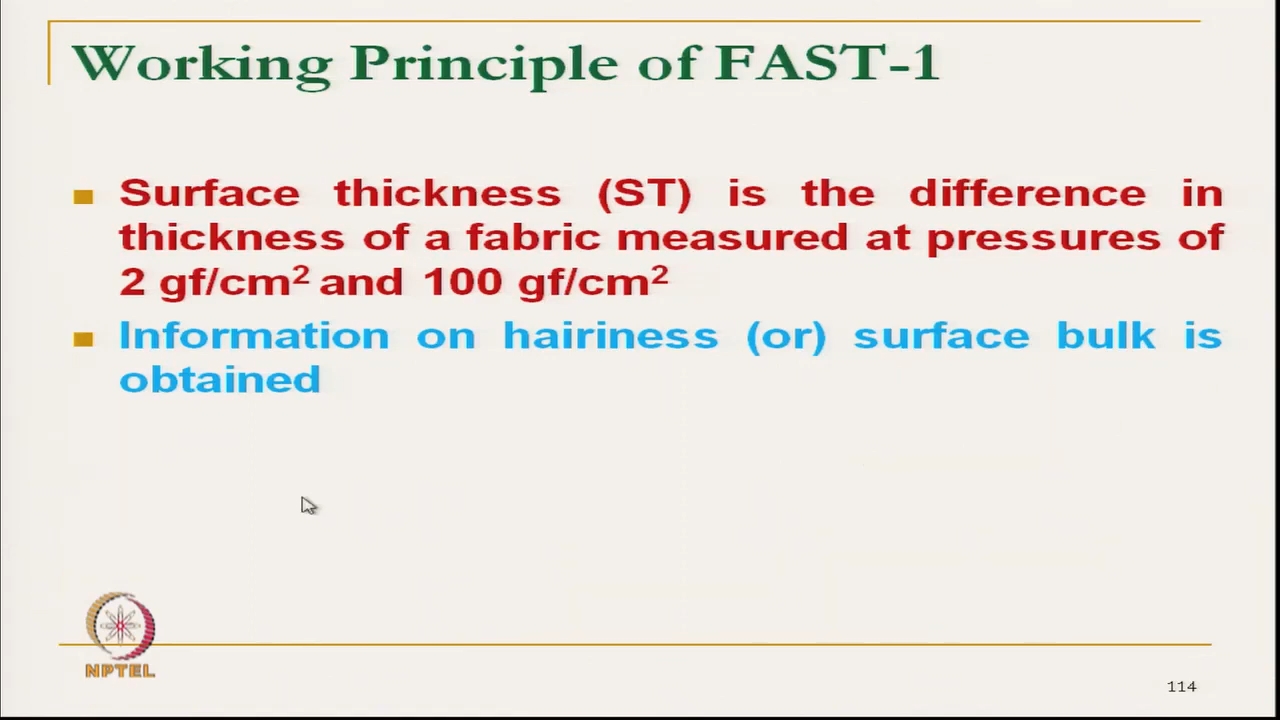 Working Principle of FAST-1
Surface thickness (ST) is the difference in
thickness of a fabric measured at pressures of
2 gf/cm² and 100 gf/cm²
Information on hairiness (or) surface bulk is
obtained
NPTEL
114